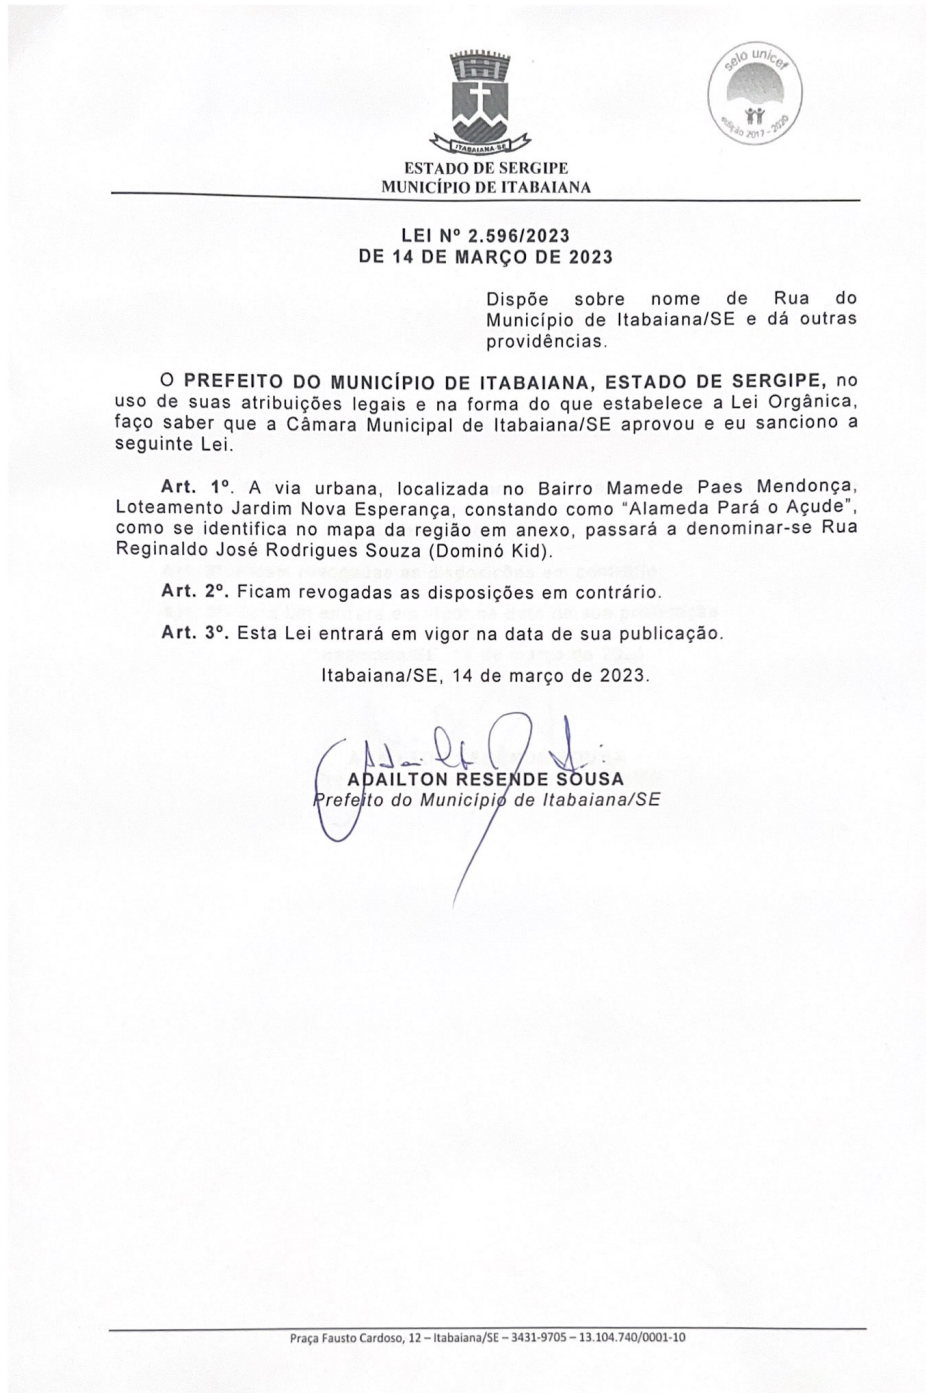 selo unicef
edição 2017 - 2020
ITABAIANA-SE
ESTADO DE SERGIPE
MUNICÍPIO DE ITABAIANA
LEI Nº 2.596/2023
DE 14 DE MARÇO DE 2023
Dispõe sobre nome de Rua do
Município de Itabaiana/SE e dá outras
providências.
O PREFEITO DO MUNICÍPIO DE ITABAIANA, ESTADO DE SERGIPE, no
uso de suas atribuições legais e na forma do que estabelece a Lei Orgânica,
faço saber que a Câmara Municipal de Itabaiana/SE aprovou e eu sanciono a
seguinte Lei.
Art. 1º. A via urbana, localizada no Bairro Mamede Paes Mendonça,
Loteamento Jardim Nova Esperança, constando como “Alameda Pará o Açude”,
como se identifica no mapa da região em anexo, passará a denominar-se Rua
Reginaldo José Rodrigues Souza (Dominó Kid).
Art. 2º. Ficam revogadas as disposições em contrário.
Art. 3º. Esta Lei entrará em vigor na data de sua publicação.
Itabaiana/SE, 14 de março de 2023.
ADAILTON RESENDE SOUSA
Prefeito do Município de Itabaiana/SE
Praça Fausto Cardoso, 12 – Itabaiana/SE – 3431-9705 – 13.104.740/0001-10